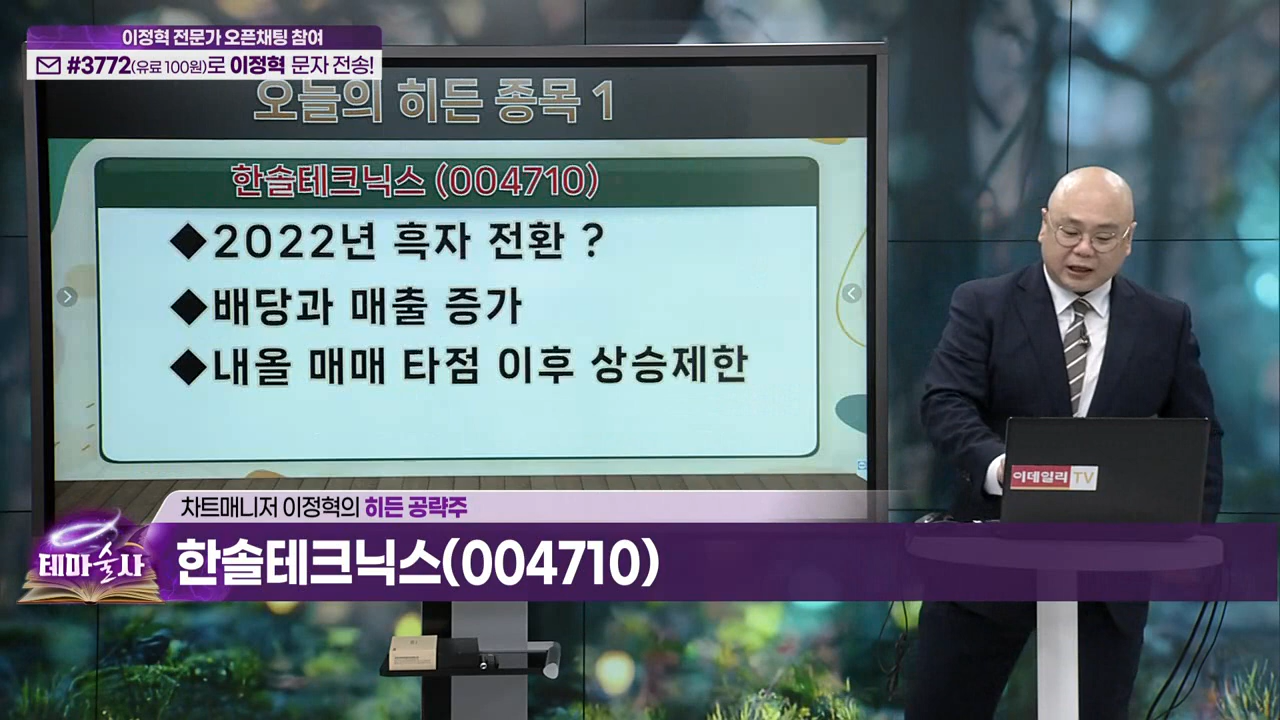 이정혁 전문가 오픈채팅 참여
#3772(유료 100원)로 이정혁 문자 전송!
오늘의 히든 종목 1
한솔테크닉스 (004710)
◆2022년 흑자 전환 ?
◆배당과 매출 증가
◆내올 매매 타점 이후 상승제한
이데일리 TV
차트매니저 이정혁의 히든 공략주
테마술사
한솔테크닉스(004710)